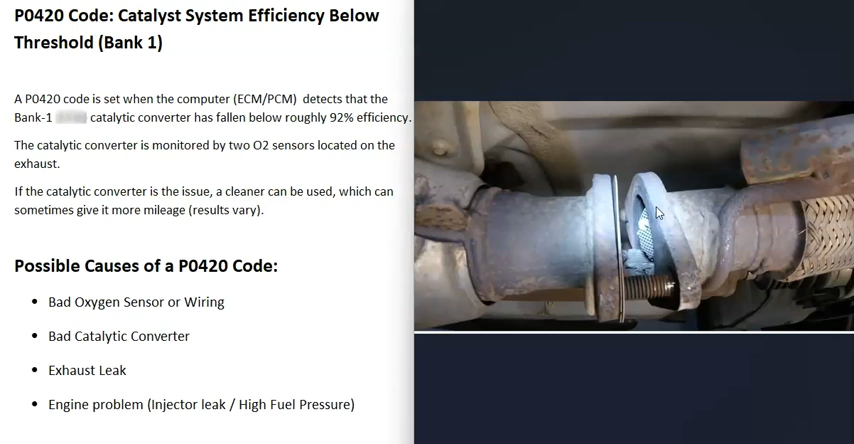 P0420 Code: Catalyst System Efficiency Below
Threshold (Bank 1)
A P0420 code is set when the computer (ECM/PCM) detects that the
Bank-1 catalytic converter has fallen below roughly 92% efficiency.
The catalytic converter is monitored by two O2 sensors located on the
exhaust.
If the catalytic converter is the issue, a cleaner can be used, which can
sometimes give it more mileage (results vary).
Possible Causes of a P0420 Code:
• Bad Oxygen Sensor or Wiring
• Bad Catalytic Converter
• Exhaust Leak
• Engine problem (Injector leak / High Fuel Pressure)